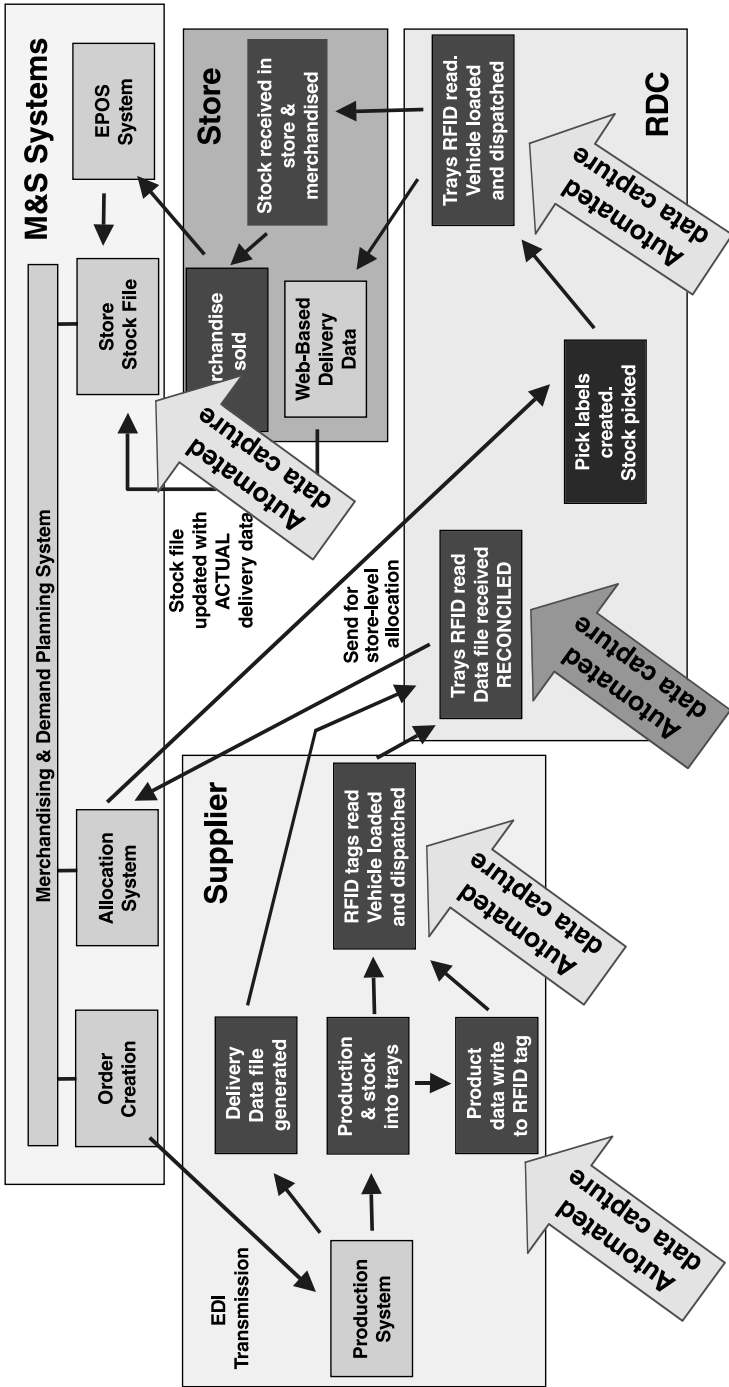 M&S Systems
Merchandising & Demand Planning System
Order
Creation
Allocation
System
Store
Stock File
EPOS
System
EDI
Transmission
Supplier
Production
System
Delivery
Data file
generated
Production
& stock
into trays
Product
data write
to RFID tag
RFID tags read
Vehicle loaded
and dispatched
Automated
data capture
Automated
data capture
Stock file
updated with
ACTUAL
delivery data
Send for
store-level
allocation
Automated
data capture
Store
rchandise
sold
Web-Based
Delivery
Data
Stock received in
store &
merchandised
Trays RFID read
Data file received
RECONCILED
Pick labels
created.
Stock picked
Trays RFID read.
Vehicle loaded
and dispatched
RDC
Automated
data capture
Automated
data capture